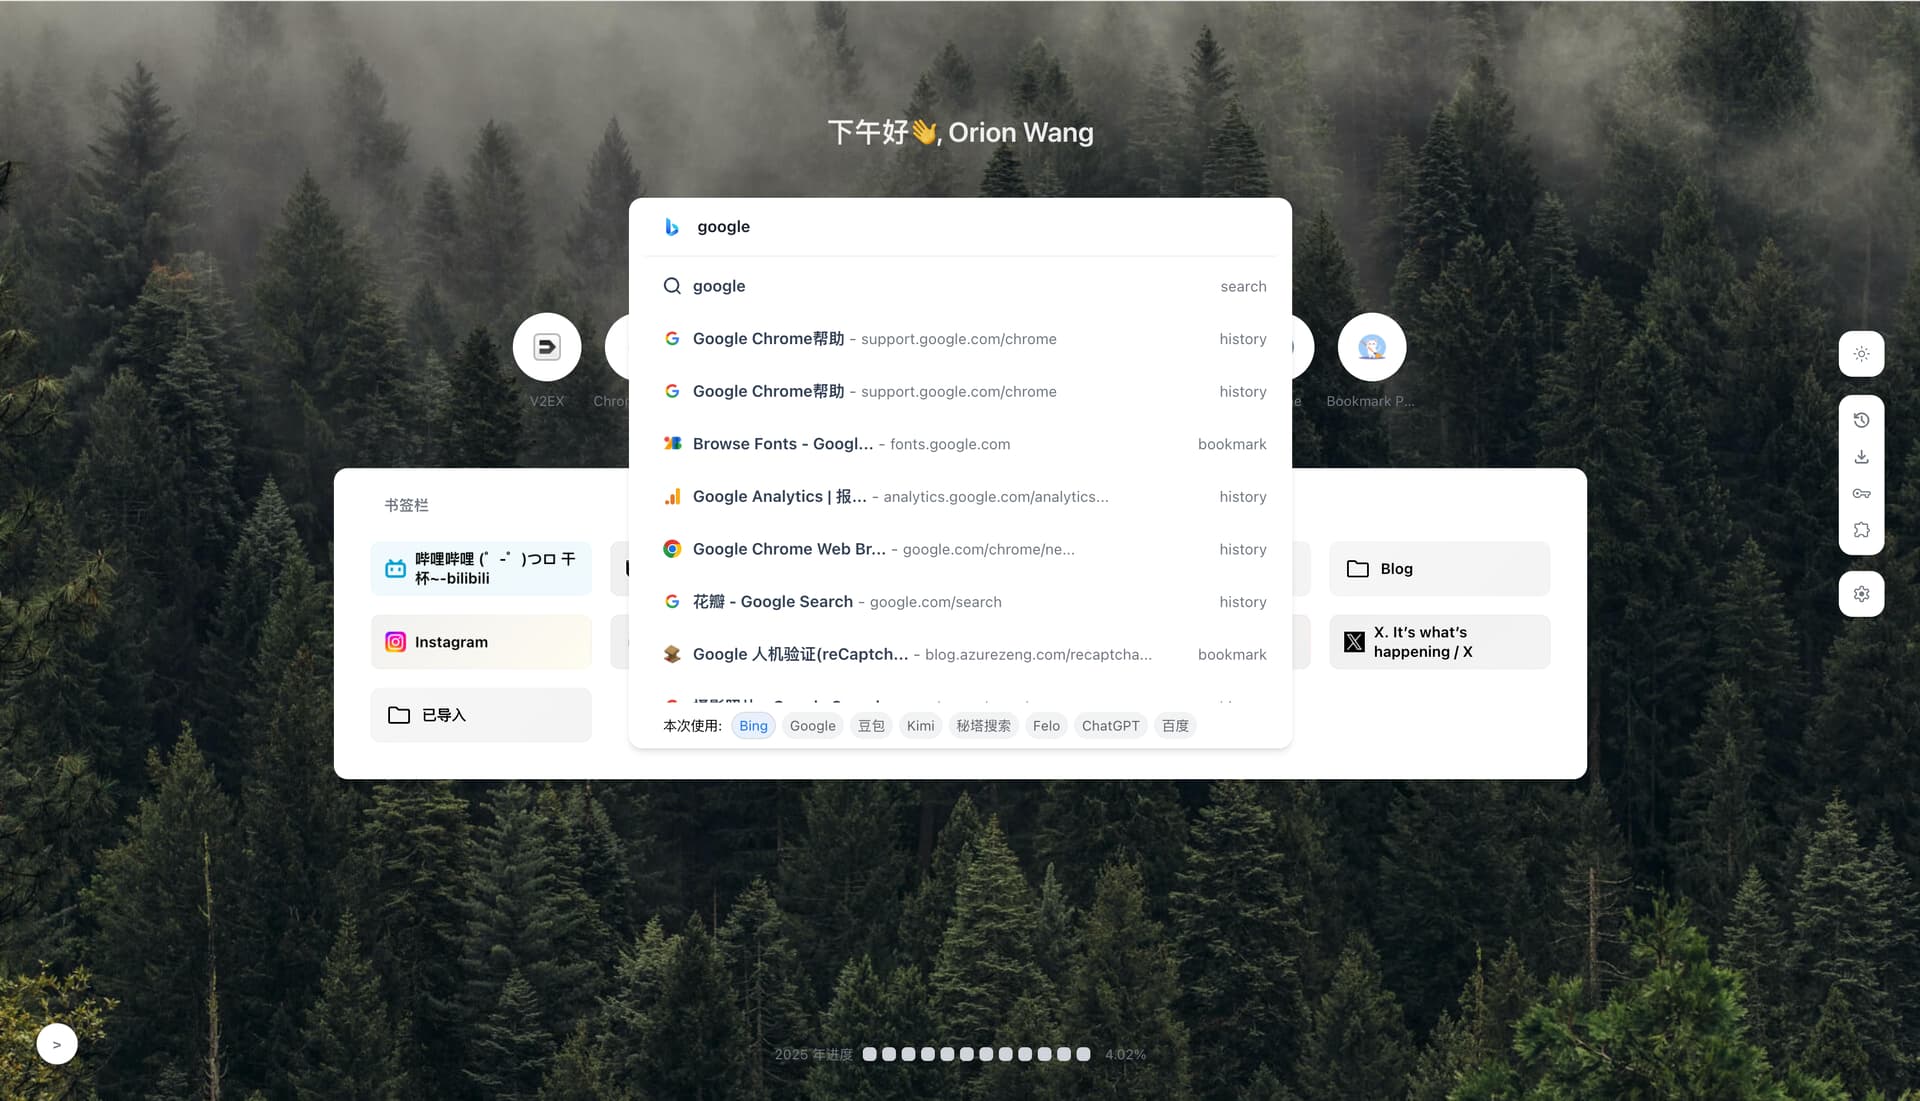 下午好👋, Orion Wang
google
google search
Google Chrome帮助 – support.google.com/chrome history
Google Chrome帮助 – support.google.com/chrome history
Browse Fonts - Googl... – fonts.google.com bookmark
Google Analytics | 报... – analytics.google.com/analytics... history
Google Chrome Web Br... – google.com/chrome/ne... history
花瓣 - Google Search – google.com/search history
Google 人机验证(reCaptch... – blog.azurezeng.com/recaptcha... bookmark
本次使用: Bing Google 豆包 Kimi 秘塔搜索 Felo ChatGPT 百度
V2EX
Bookmark P...
书签栏
哔哩哔哩 (゜-゜)つロ 干
杯~-bilibili
Blog
Instagram
X. It’s what’s
happening / X
已导入
>
2025 年进度 4.02%